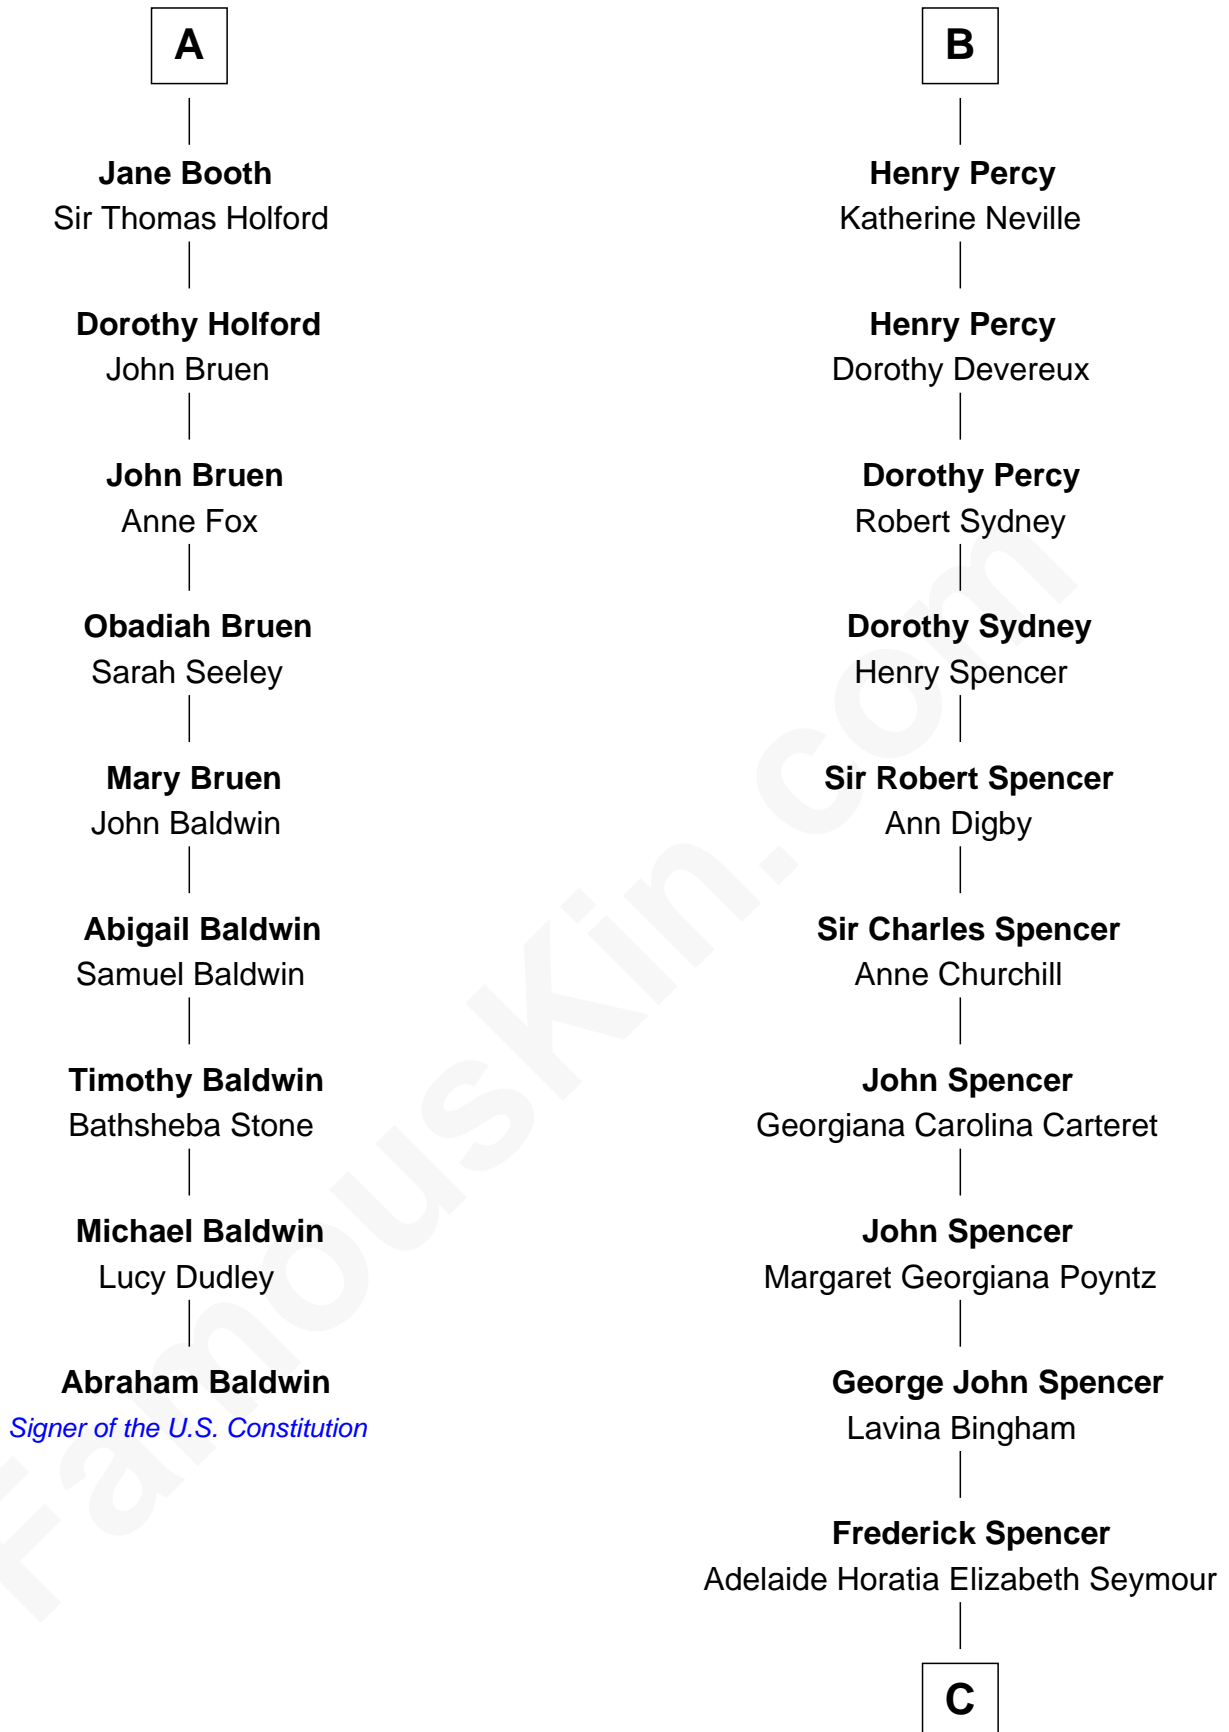 A
Jane Booth
Sir Thomas Holford
Dorothy Holford
John Bruen
John Bruen
Anne Fox
Obadiah Bruen
Sarah Seeley
Mary Bruen
John Baldwin
Abigail Baldwin
Samuel Baldwin
Timothy Baldwin
Bathsheba Stone
Michael Baldwin
Lucy Dudley
Abraham Baldwin
Signer of the U.S. Constitution
B
Henry Percy
Katherine Neville
Henry Percy
Dorothy Devereux
Dorothy Percy
Robert Sydney
Dorothy Sydney
Henry Spencer
Sir Robert Spencer
Ann Digby
Sir Charles Spencer
Anne Churchill
John Spencer
Georgiana Carolina Carteret
John Spencer
Margaret Georgiana Poyntz
George John Spencer
Lavina Bingham
Frederick Spencer
Adelaide Horatia Elizabeth Seymour
C
FamousKin.com